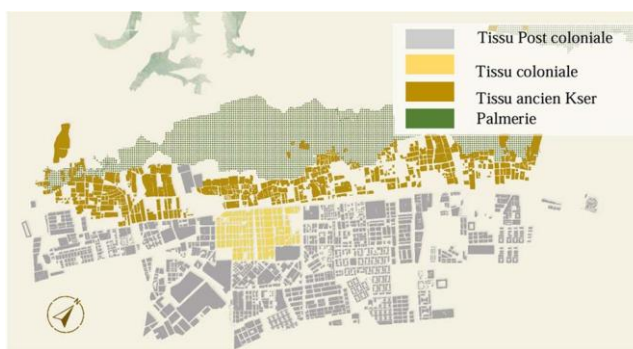 Tissu Post coloniale
Tissu coloniale
Tissu ancien Kser
Palmerie
N